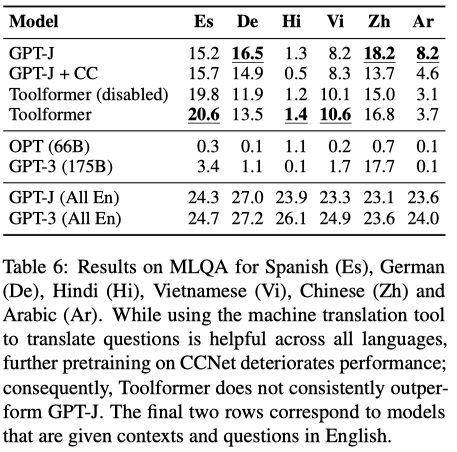 Model Es De Hi Vi Zh Ar
GPT-J 15.2 16.5 1.3 8.2 18.2 8.2
GPT-J + CC 15.7 14.9 0.5 8.3 13.7 4.6
Toolformer (disabled) 19.8 11.9 1.2 10.1 15.0 3.1
Toolformer 20.6 13.5 1.4 10.6 16.8 3.7
OPT (66B) 0.3 0.1 1.1 0.2 0.7 0.1
GPT-3 (175B) 3.4 1.1 0.1 1.7 17.7 0.1
GPT-J (All En) 24.3 27.0 23.9 23.3 23.1 23.6
GPT-3 (All En) 24.7 27.2 26.1 24.9 23.6 24.0
Table 6: Results on MLQA for Spanish (Es), German
(De), Hindi (Hi), Vietnamese (Vi), Chinese (Zh) and
Arabic (Ar). While using the machine translation tool
to translate questions is helpful across all languages,
further pretraining on CCNet deteriorates performance;
consequently, Toolformer does not consistently outper-
form GPT-J. The final two rows correspond to models
that are given contexts and questions in English.